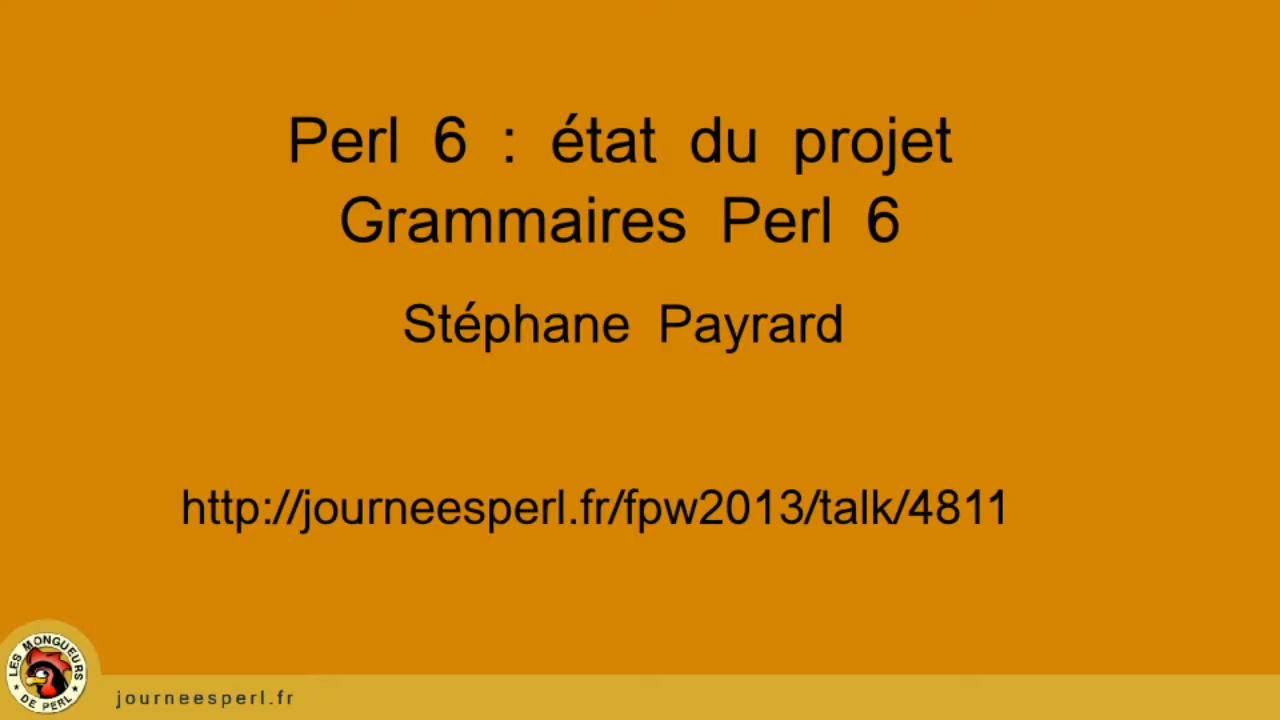 Perl 6 : état du projet
Grammaires Perl 6
Stéphane Payrard
http://journeesperl.fr/fpw2013/talk/4811
LES MONGUEURS
DE PERL
journeesperl.fr